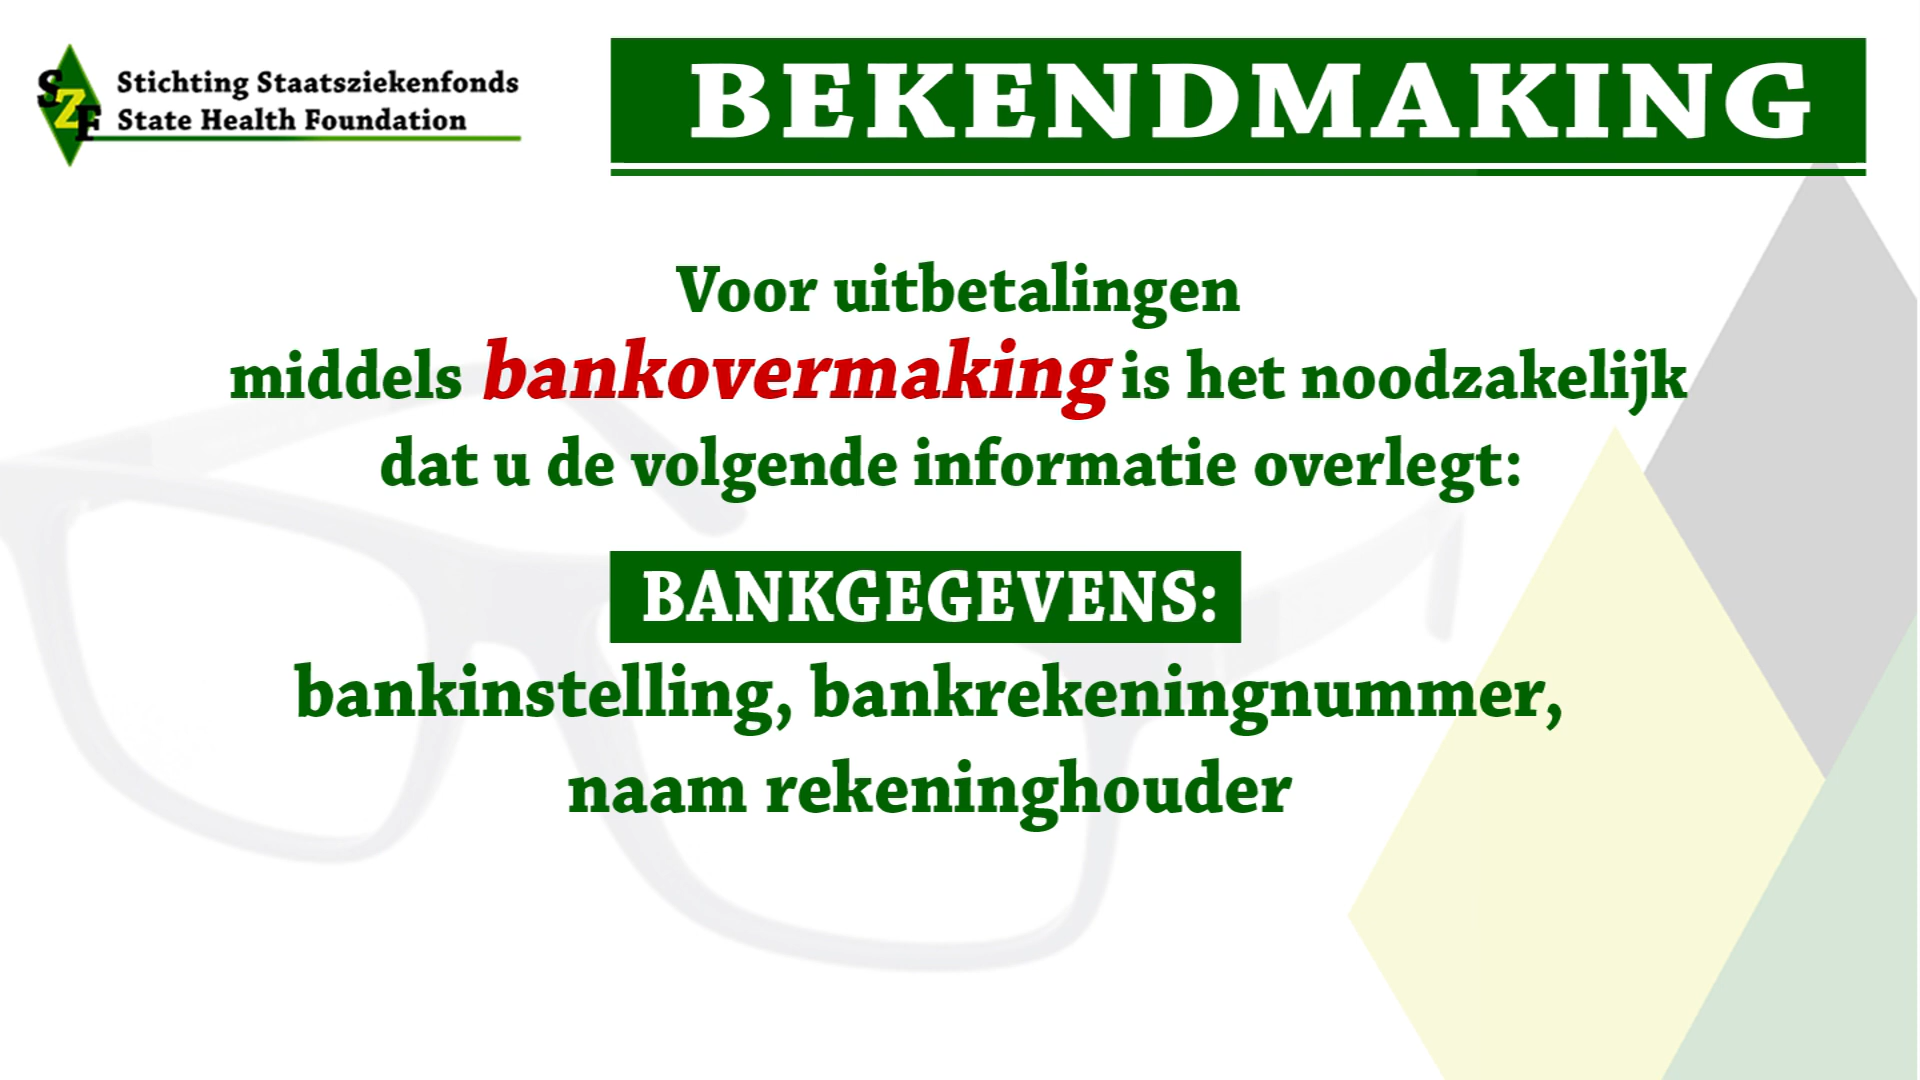 SZF
Stichting Staatsziekenfonds
State Health Foundation
BEKENDMAKING
Voor uitbetalingen
middels bankovermaking is het noodzakelijk
dat u de volgende informatie overlegt:
BANKGEGEVENS:
bankinstelling, bankrekeningnummer,
naam rekeninghouder